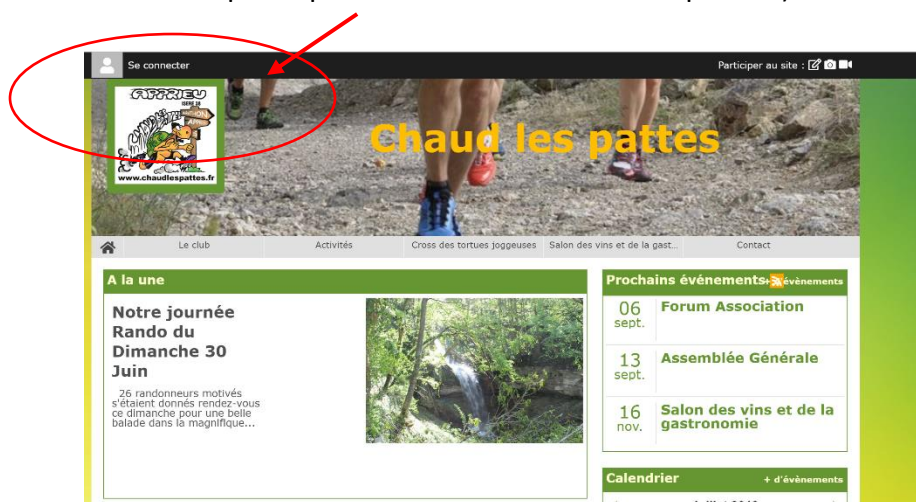 Se connecter
Participer au site :
APPRIEU
ISERE 38
www.chaudlespattes.fr
Chaud les pattes
Le club
Activités
Cross des tortues joggeuses
Salon des vins et de la gast...
Contact
A la une
Notre journée
Rando du
Dimanche 30
Juin
26 randonneurs motivés
s'étaient donnés rendez-vous
ce dimanche pour une belle
balade dans la magnifique...
Prochains événements
évènements
06
sept.
Forum Association
13
sept.
Assemblée Générale
16
nov.
Salon des vins et de la
gastronomie
Calendrier
+ d'évènements